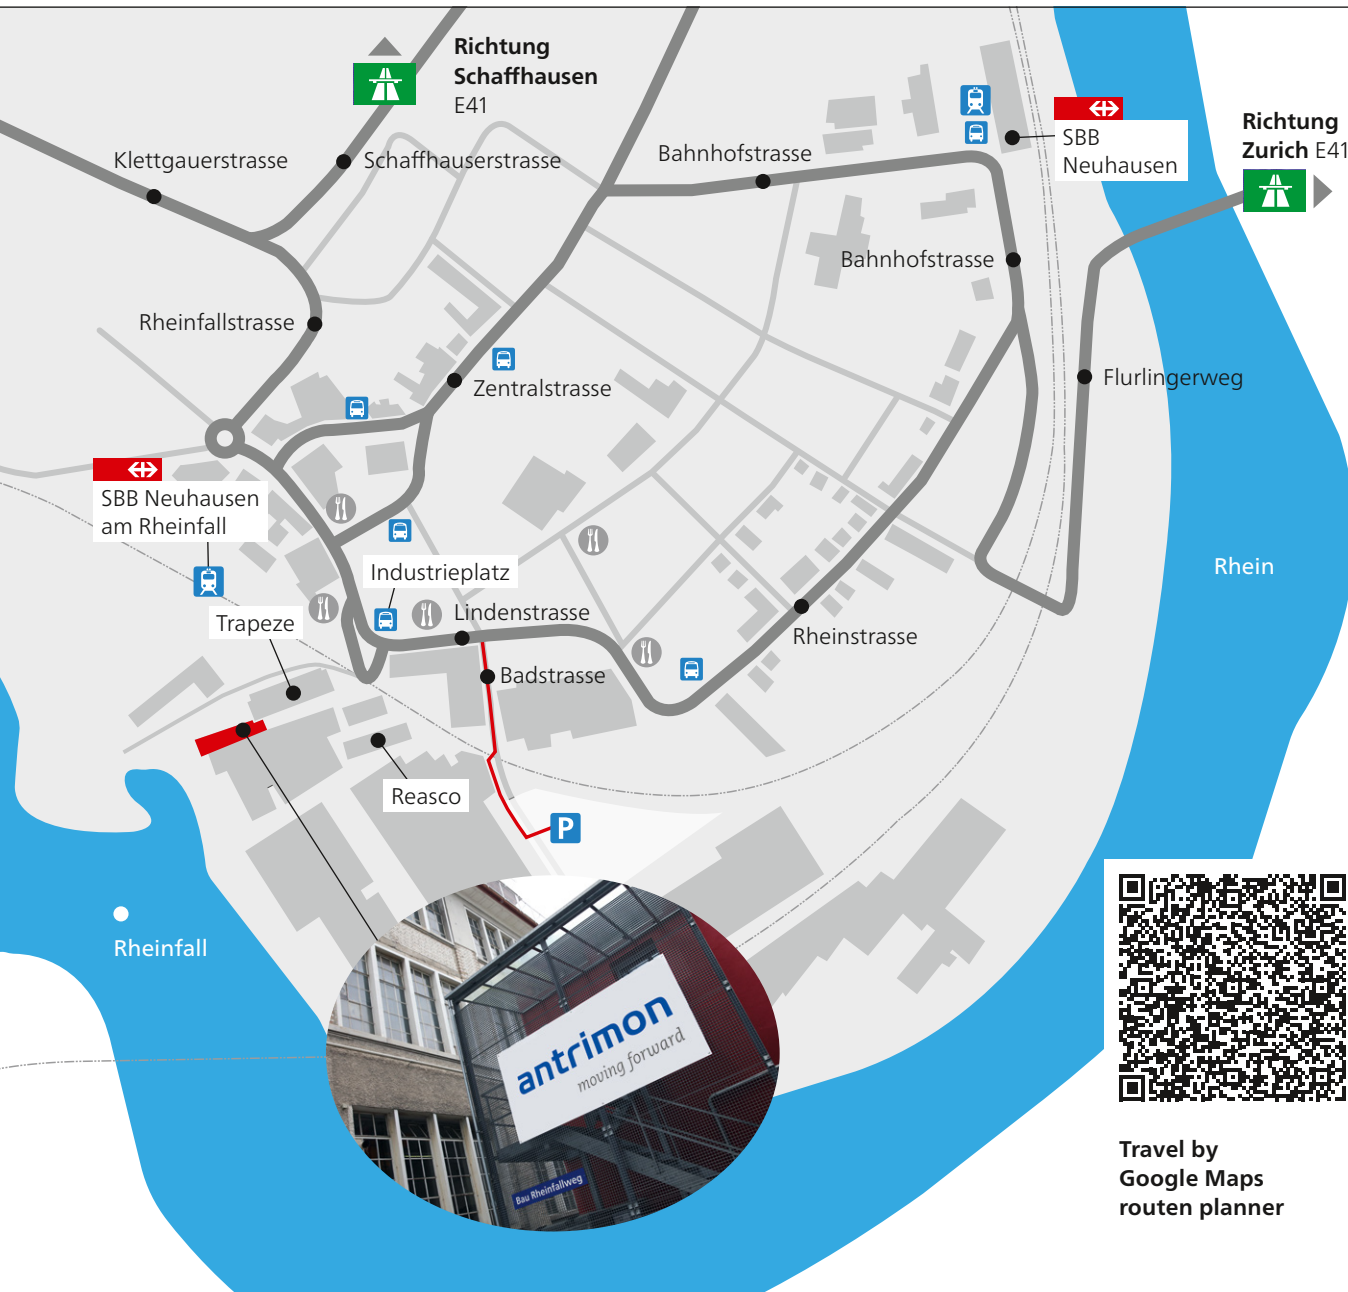 Richtung
Schaffhausen
E41
SBB
Neuhausen
Richtung
Zurich E41
Klettgauerstrasse
Schaffhauserstrasse
Bahnhofstrasse
Bahnhofstrasse
Rheinfallstrasse
Zentralstrasse
Flurlingerweg
SBB Neuhausen
am Rheinfall
Industrieplatz
Rhein
Trapeze
Lindenstrasse
Rheinstrasse
Badstrasse
Reasco
P
Rheinfall
antrimon
moving forward
Bau Rheinfallweg
Travel by
Google Maps
routen planner